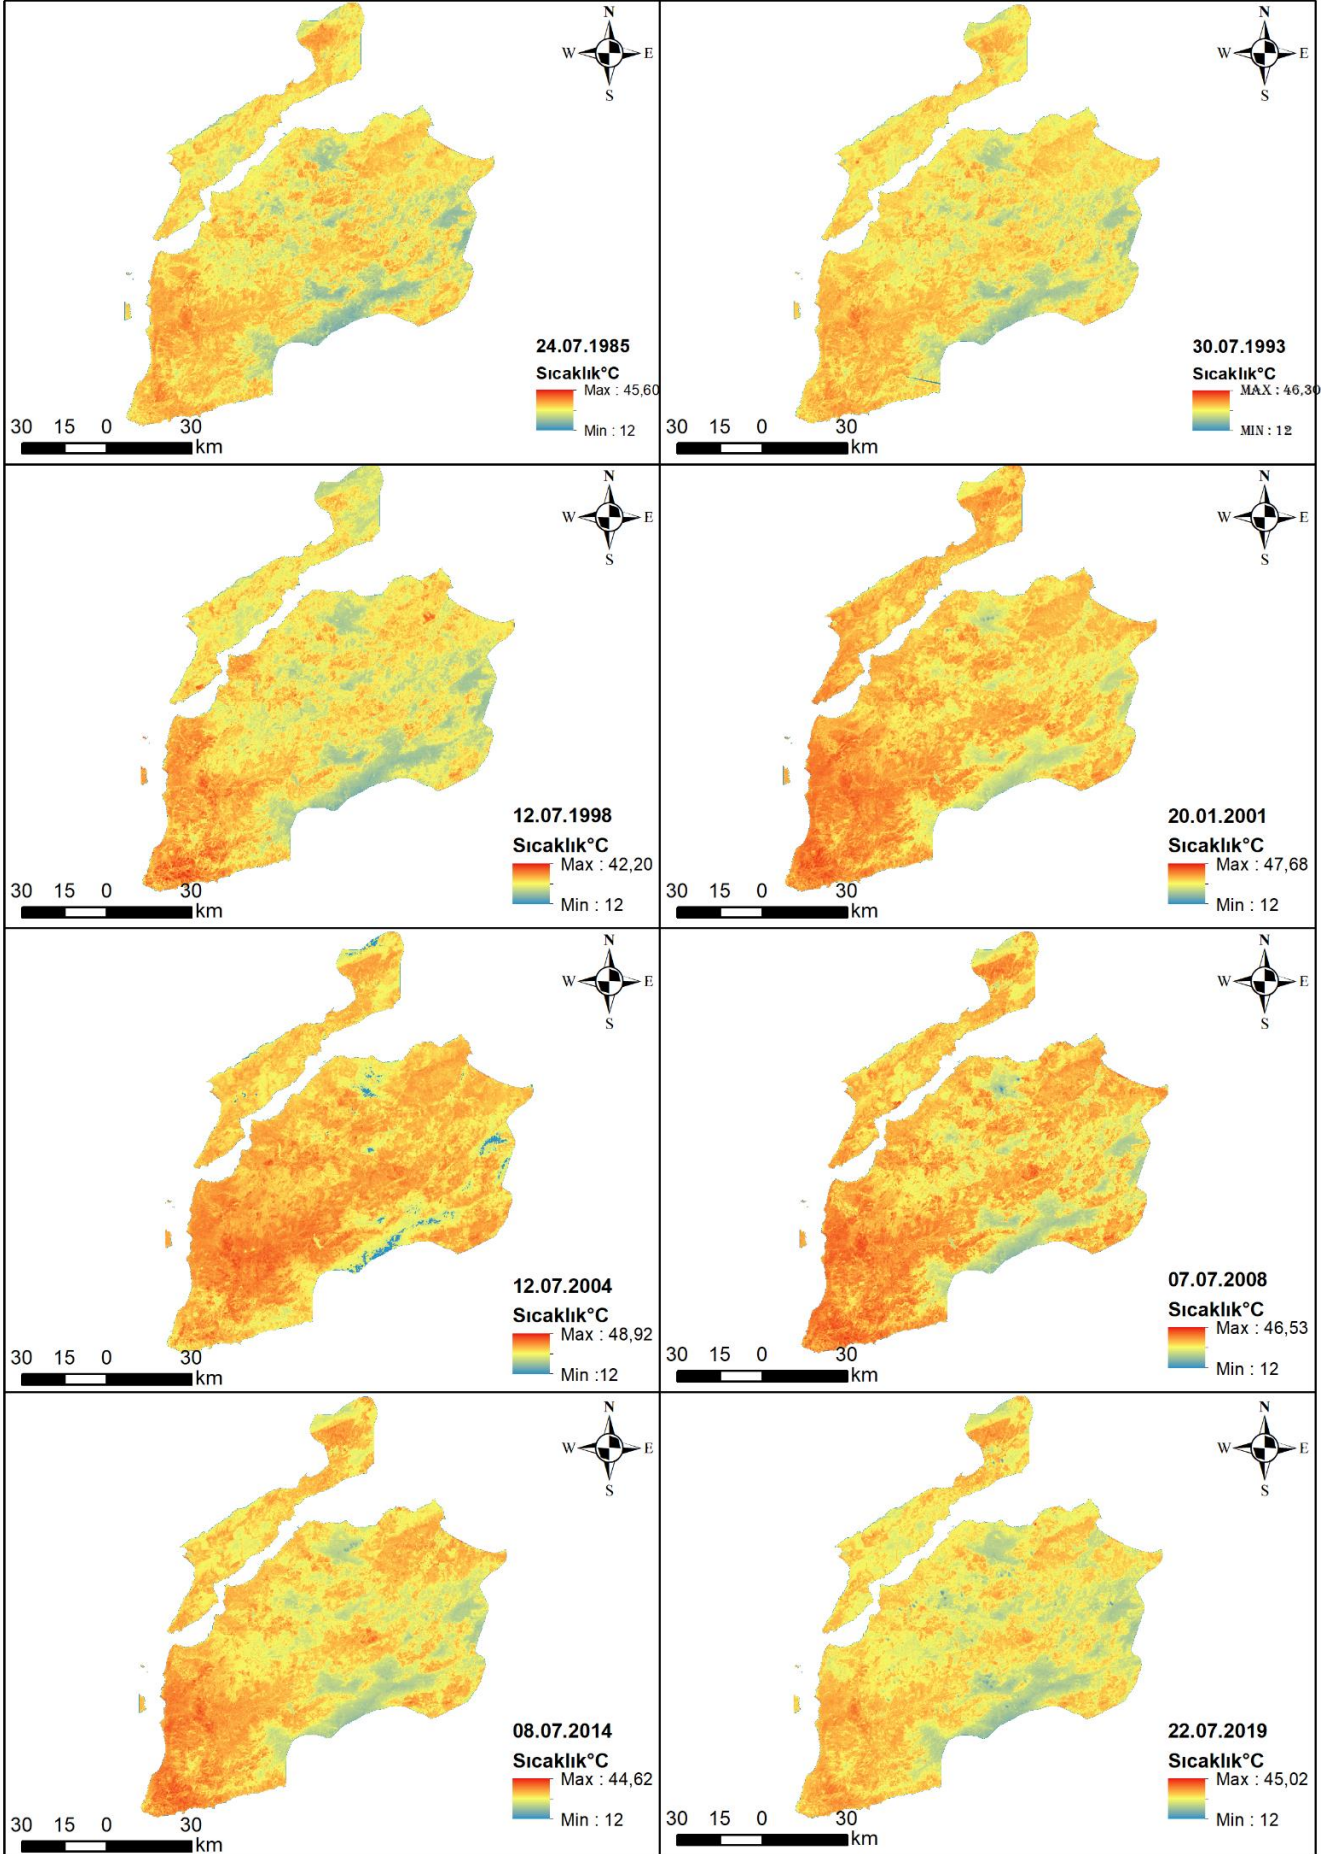 N
W E
S
24.07.1985
Sıcaklık°C
Max : 45,60
Min : 12
30 15 0 30
km
N
W E
S
30.07.1993
Sıcaklık°C
MAX : 46,30
MIN : 12
30 15 0 30
km
N
W E
S
12.07.1998
Sıcaklık°C
Max : 42,20
Min : 12
30 15 0 30
km
N
W E
S
20.01.2001
Sıcaklık°C
Max : 47,68
Min : 12
30 15 0 30
km
N
W E
S
12.07.2004
Sıcaklık°C
Max : 48,92
Min :12
30 15 0 30
km
N
W E
S
07.07.2008
Sıcaklık°C
Max : 46,53
Min : 12
30 15 0 30
km
N
W E
S
08.07.2014
Sıcaklık°C
Max : 44,62
Min : 12
30 15 0 30
km
N
W E
S
22.07.2019
Sıcaklık°C
Max : 45,02
Min : 12
30 15 0 30
km